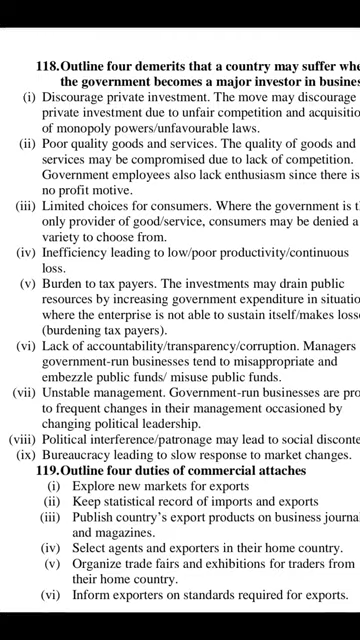 118.Outline four demerits that a country may suffer
the government becomes a major investor in
(i) Discourage private investment. The move may discourage
private investment due to unfair competition and
of monopoly powers/unfavourable laws.
(ii) Poor quality goods and services. The quality of goods and
services may be compromised due to lack of competition.
Government employees also lack enthusiasm since there is
no profit motive.
(iii) Limited choices for consumers. Where the government is
only provider of good/service, consumers may be denied a
variety to choose from.
(iv) Inefficiency leading to low/poor productivity/continuous
loss.
(v) Burden to tax payers. The investments may drain public
resources by increasing government expenditure in
where the enterprise is not able to sustain itself/makes
(burdening tax payers).
(vi) Lack of accountability/transparency/corruption. Managers
government-run businesses tend to misappropriate and
embezzle public funds/ misuse public funds.
(vii) Unstable management. Government-run businesses are
to frequent changes in their management occasioned by
changing political leadership.
(viii) Political interference/patronage may lead to social
(ix) Bureaucracy leading to slow response to market changes.
119.Outline four duties of commercial attaches
(i) Explore new markets for exports
(ii) Keep statistical record of imports and exports
(iii) Publish country's export products on business
and magazines.
(iv) Select agents and exporters in their home country.
(v) Organize trade fairs and exhibitions for traders from
their home country.
(vi) Inform exporters on standards required for exports.